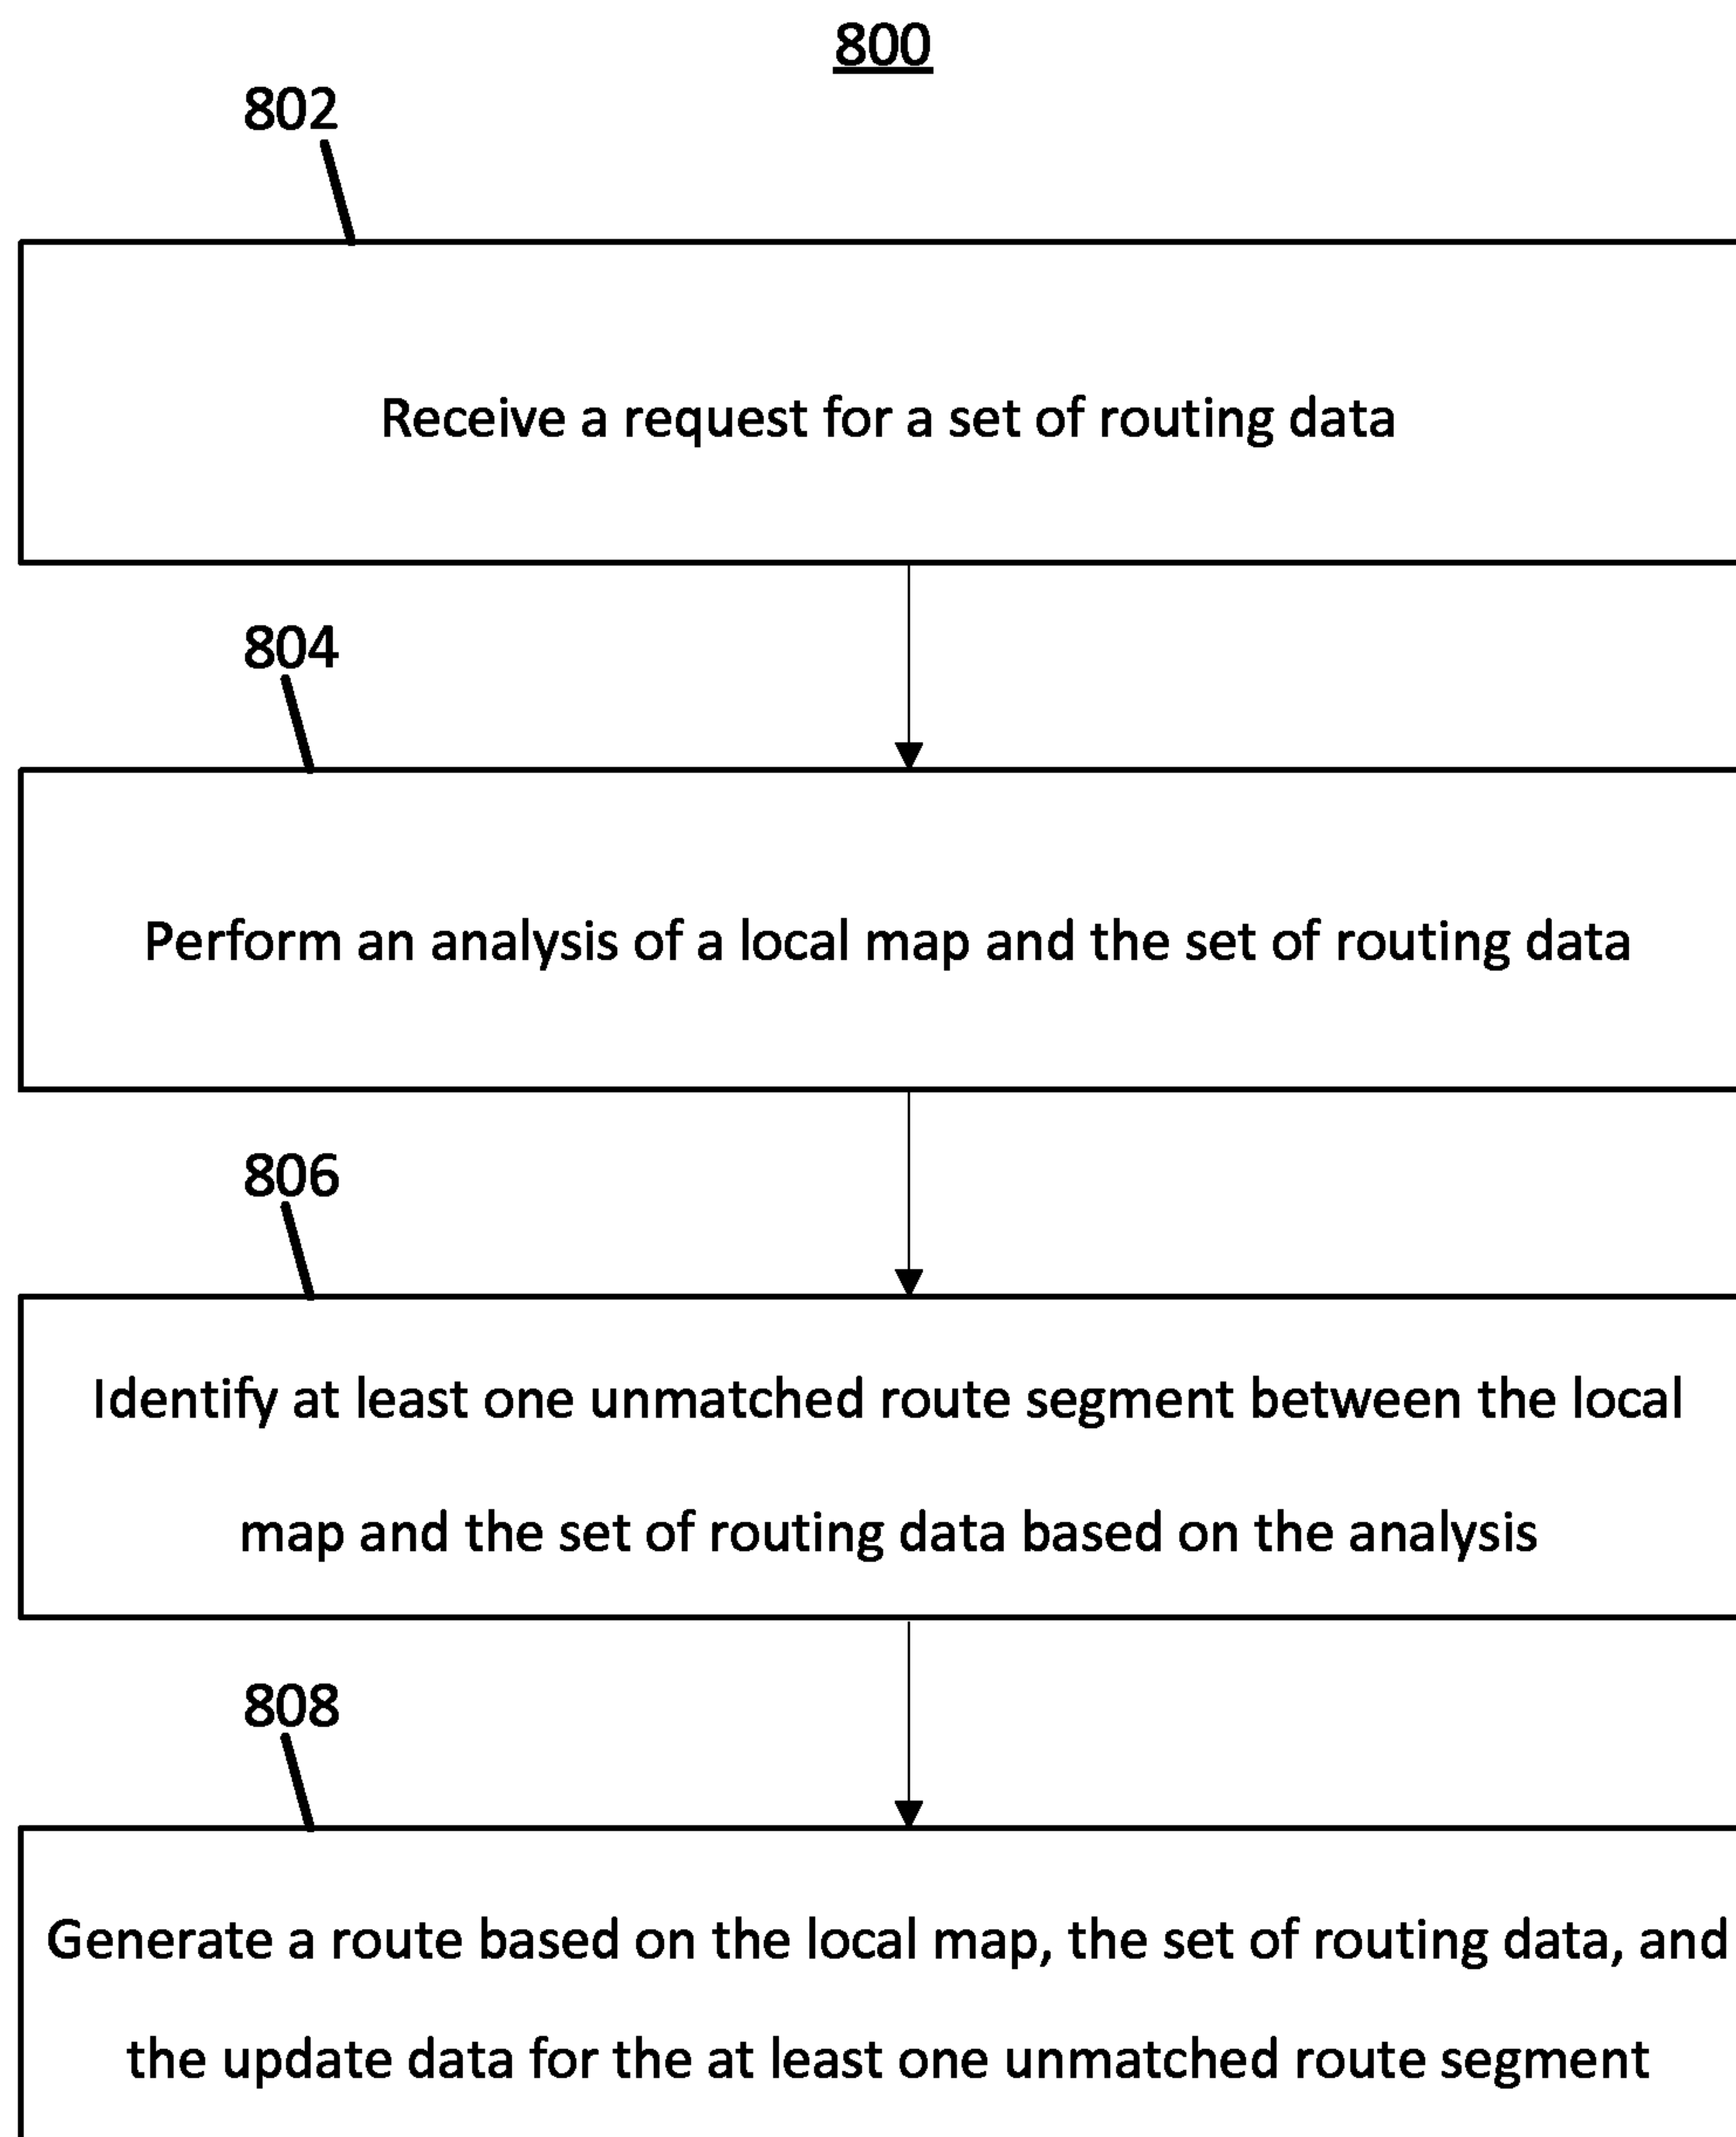 800
802
Receive a request for a set of routing data
804
Perform an analysis of a local map and the set of routing data
806
Identify at least one unmatched route segment between the local
map and the set of routing data based on the analysis
808
Generate a route based on the local map, the set of routing data, and
the update data for the at least one unmatched route segment